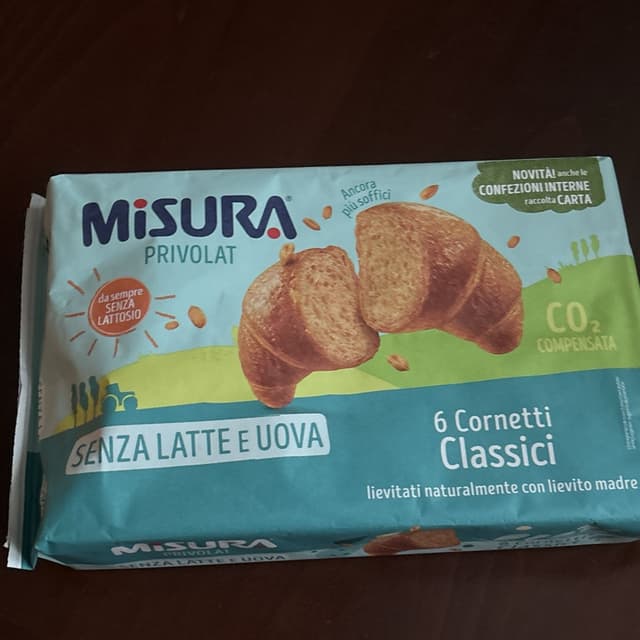 MiSURA®
PRIVOLAT
Ancora
più soffici
NOVITÀ! anche le
CONFEZIONI INTERNE
raccolta CARTA
da sempre
SENZA
LATTOSIO
CO2
COMPENSATA
SENZA LATTE E UOVA
6 Cornetti
Classici
lievitati naturalmente con lievito madre
MiSURA
PRIVOLAT
SENZA LATTE E UOVA